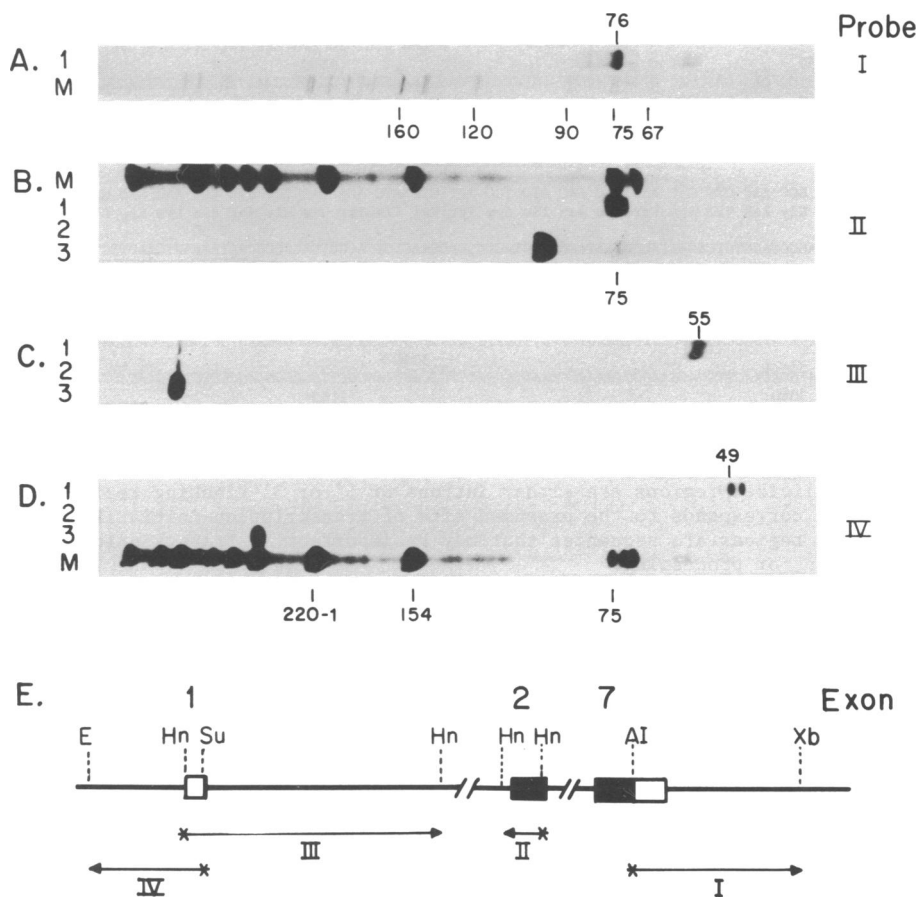 Probe
76
A. 1 I
M
160 120 90 75 67
B. M
1
2 II
3
75
55
C. 1
2 III
3
49
D. 1
2
3 IV
M
220-1 154 75
E. 1 2 7 Exon
E Hn Su Hn Hn Hn AI Xb
III II
IV I